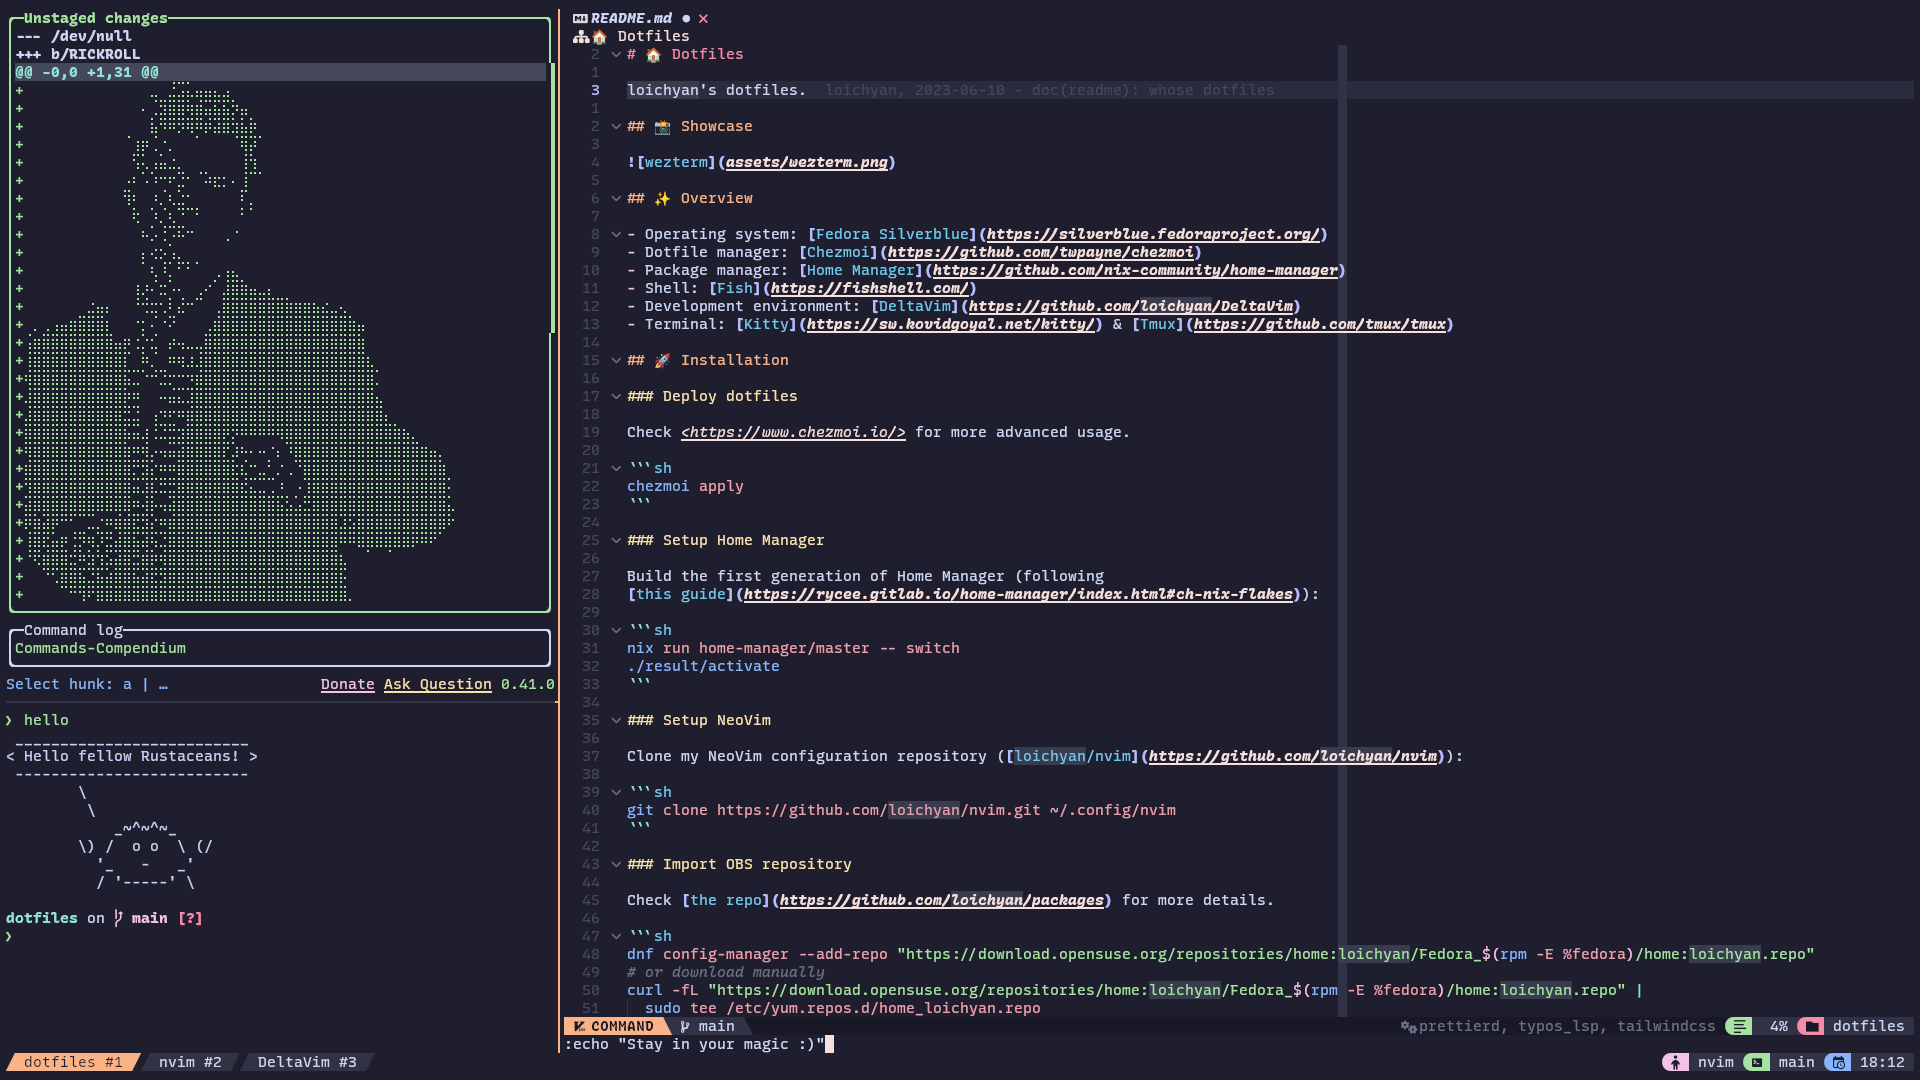 Unstaged changes
--- /dev/null
+++ b/RICKROLL
@@ -0,0 +1,31 @@
Command log
Commands-Compendium
Select hunk: a | …
Donate Ask Question 0.41.0
❯ hello
__________________________
< Hello fellow Rustaceans! >
--------------------------
\
\
_~^~^~_
\) /  o o  \ (/
'_   -   _'
/ '-----' \
dotfiles on main [?]
❯
README.md ● ✕
🏠 Dotfiles
2 # 🏠 Dotfiles
1
3 loichyan's dotfiles.  loichyan, 2023-06-10 - doc(readme): whose dotfiles
1
2 ## 📸 Showcase
3
4 ![wezterm](assets/wezterm.png)
5
6 ## ✨ Overview
7
8 - Operating system: [Fedora Silverblue](https://silverblue.fedoraproject.org/)
9 - Dotfile manager: [Chezmoi](https://github.com/twpayne/chezmoi)
10 - Package manager: [Home Manager](https://github.com/nix-community/home-manager)
11 - Shell: [Fish](https://fishshell.com/)
12 - Development environment: [DeltaVim](https://github.com/loichyan/DeltaVim)
13 - Terminal: [Kitty](https://sw.kovidgoyal.net/kitty/) & [Tmux](https://github.com/tmux/tmux)
14
15 ## 🚀 Installation
16
17 ### Deploy dotfiles
18
19 Check <https://www.chezmoi.io/> for more advanced usage.
20
21 ```sh
22 chezmoi apply
23 ```
24
25 ### Setup Home Manager
26
27 Build the first generation of Home Manager (following
28 [this guide](https://rycee.gitlab.io/home-manager/index.html#ch-nix-flakes)):
29
30 ```sh
31 nix run home-manager/master -- switch
32 ./result/activate
33 ```
34
35 ### Setup NeoVim
36
37 Clone my NeoVim configuration repository ([loichyan/nvim](https://github.com/loichyan/nvim)):
38
39 ```sh
40 git clone https://github.com/loichyan/nvim.git ~/.config/nvim
41 ```
42
43 ### Import OBS repository
44
45 Check [the repo](https://github.com/loichyan/packages) for more details.
46
47 ```sh
48 dnf config-manager --add-repo "https://download.opensuse.org/repositories/home:loichyan/Fedora_$(rpm -E %fedora)/home:loichyan.repo"
49 # or download manually
50 curl -fL "https://download.opensuse.org/repositories/home:loichyan/Fedora_$(rpm -E %fedora)/home:loichyan.repo" |
51 sudo tee /etc/yum.repos.d/home_loichyan.repo
COMMAND main prettierd, typos_lsp, tailwindcss 4% dotfiles
:echo "Stay in your magic :)"
dotfiles #1 nvim #2 DeltaVim #3 nvim main 18:12